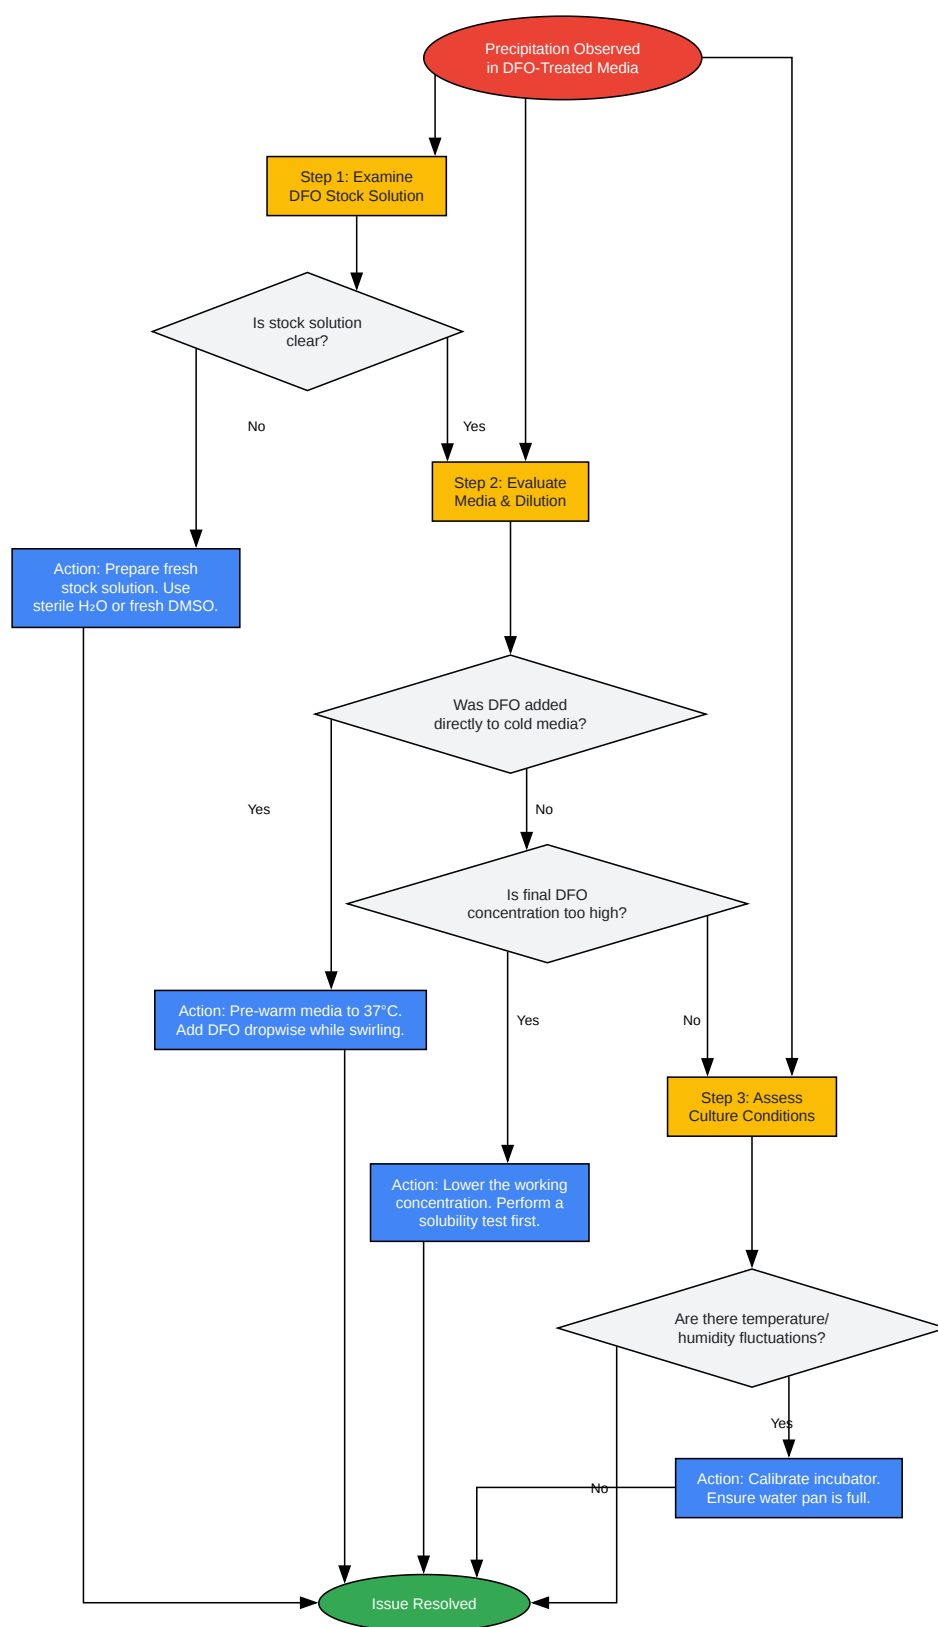 Precipitation Observed
in DFO-Treated Media
Step 1: Examine
DFO Stock Solution
Is stock solution
clear?
No
Yes
Step 2: Evaluate
Media & Dilution
Action: Prepare fresh
stock solution. Use
sterile H₂O or fresh DMSO.
Was DFO added
directly to cold media?
Yes
No
Is final DFO
concentration too high?
Action: Pre-warm media to 37°C.
Add DFO dropwise while swirling.
Yes
No
Step 3: Assess
Culture Conditions
Action: Lower the working
concentration. Perform a
solubility test first.
Are there temperature/
humidity fluctuations?
Yes
No
Action: Calibrate incubator.
Ensure water pan is full.
Issue Resolved